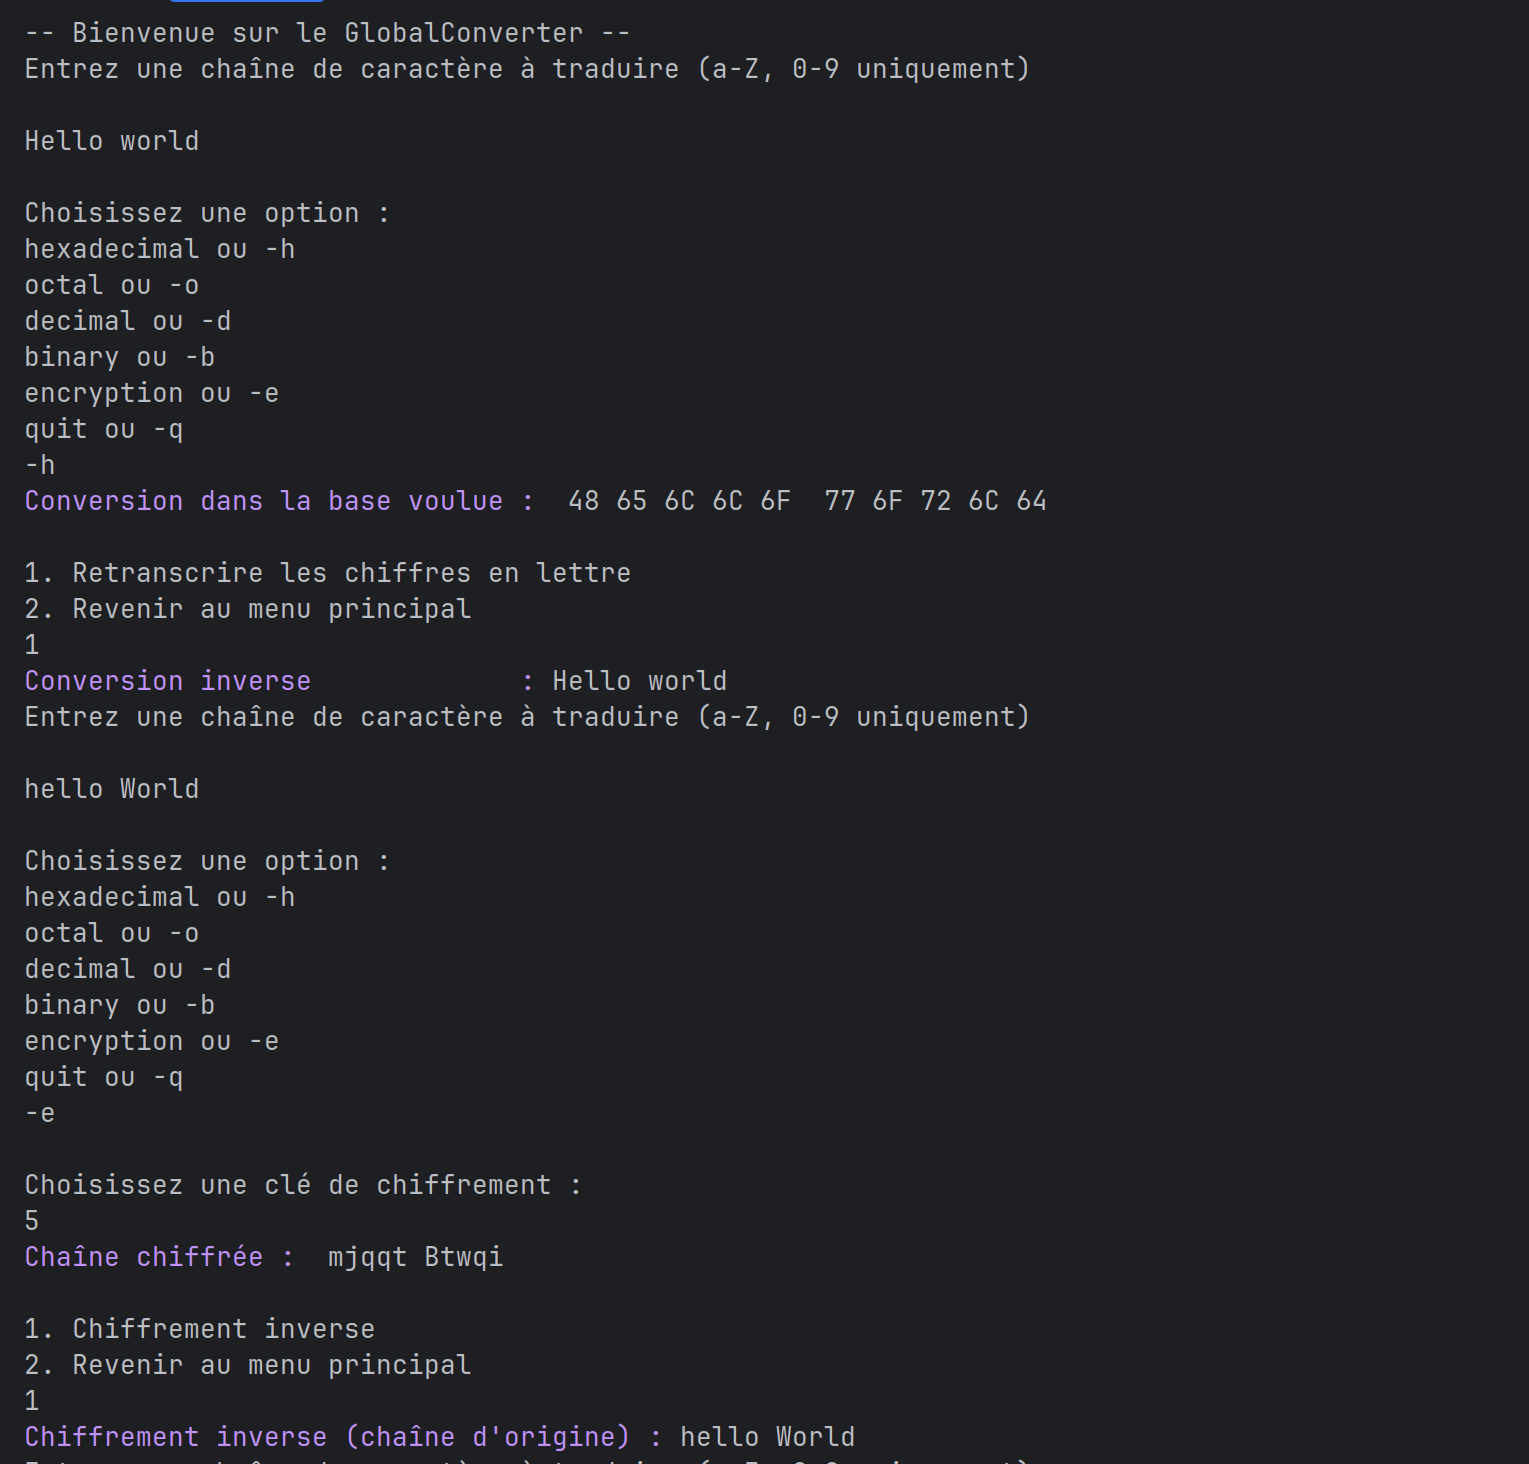 -- Bienvenue sur le GlobalConverter --
Entrez une chaîne de caractère à traduire (a-Z, 0-9 uniquement)
Hello world
Choisissez une option :
hexadecimal ou -h
octal ou -o
decimal ou -d
binary ou -b
encryption ou -e
quit ou -q
-h
Conversion dans la base voulue :  48 65 6C 6C 6F  77 6F 72 6C 64
1. Retranscrire les chiffres en lettre
2. Revenir au menu principal
1
Conversion inverse             : Hello world
Entrez une chaîne de caractère à traduire (a-Z, 0-9 uniquement)
hello World
Choisissez une option :
hexadecimal ou -h
octal ou -o
decimal ou -d
binary ou -b
encryption ou -e
quit ou -q
-e
Choisissez une clé de chiffrement :
5
Chaîne chiffrée :  mjqqt Btwqi
1. Chiffrement inverse
2. Revenir au menu principal
1
Chiffrement inverse (chaîne d'origine) : hello World